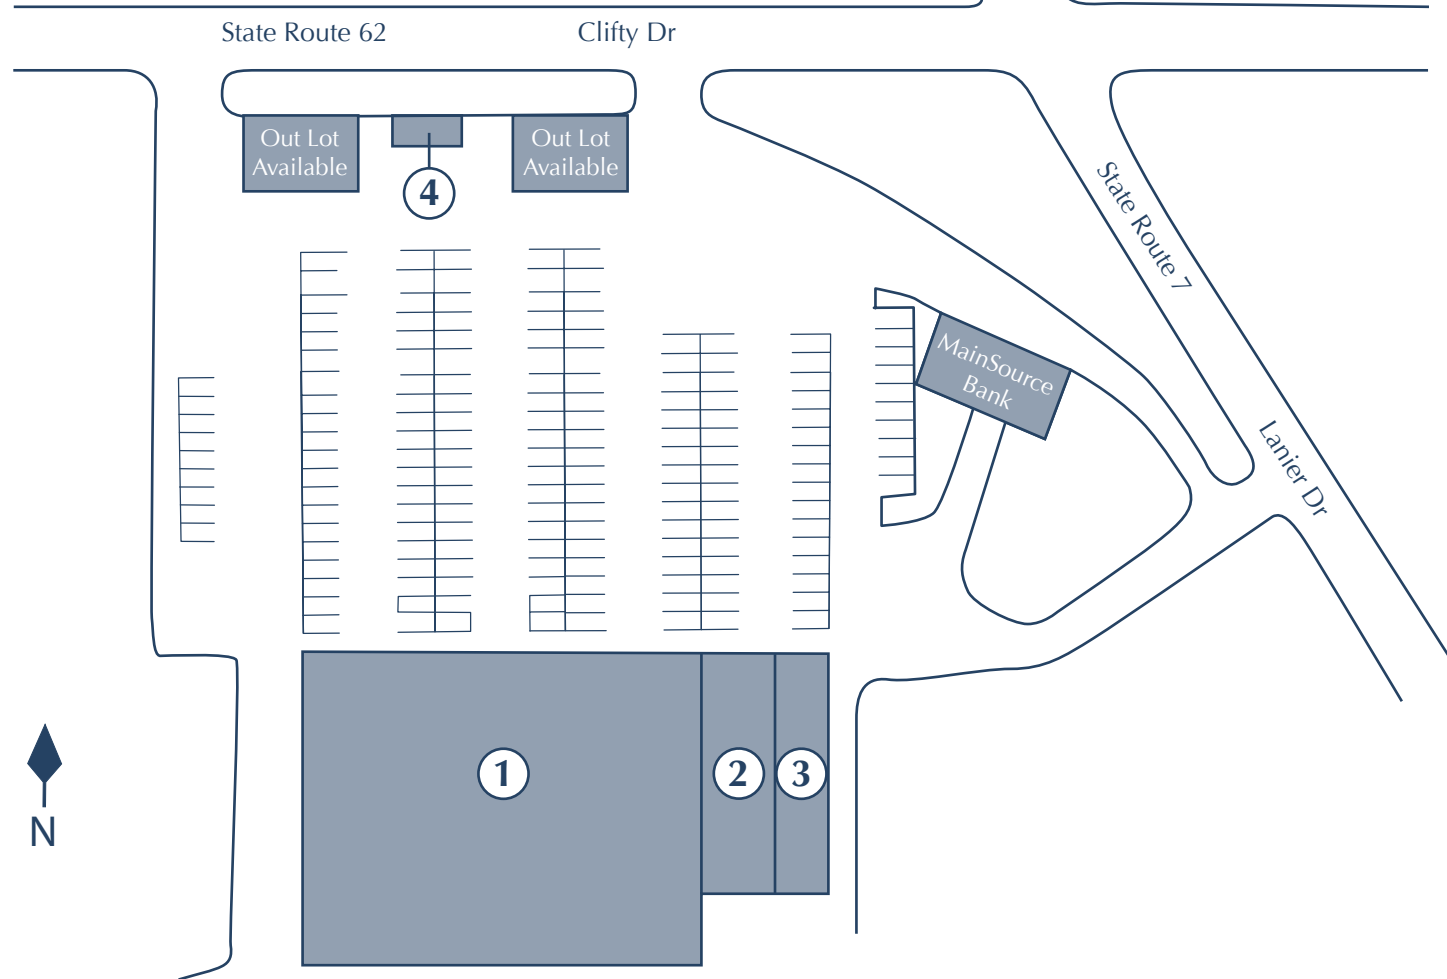 State Route 62
Clifty Dr
Out Lot
Available
4
Out Lot
Available
State Route 7
MainSource
Bank
Lanier Dr
1
2
3
N